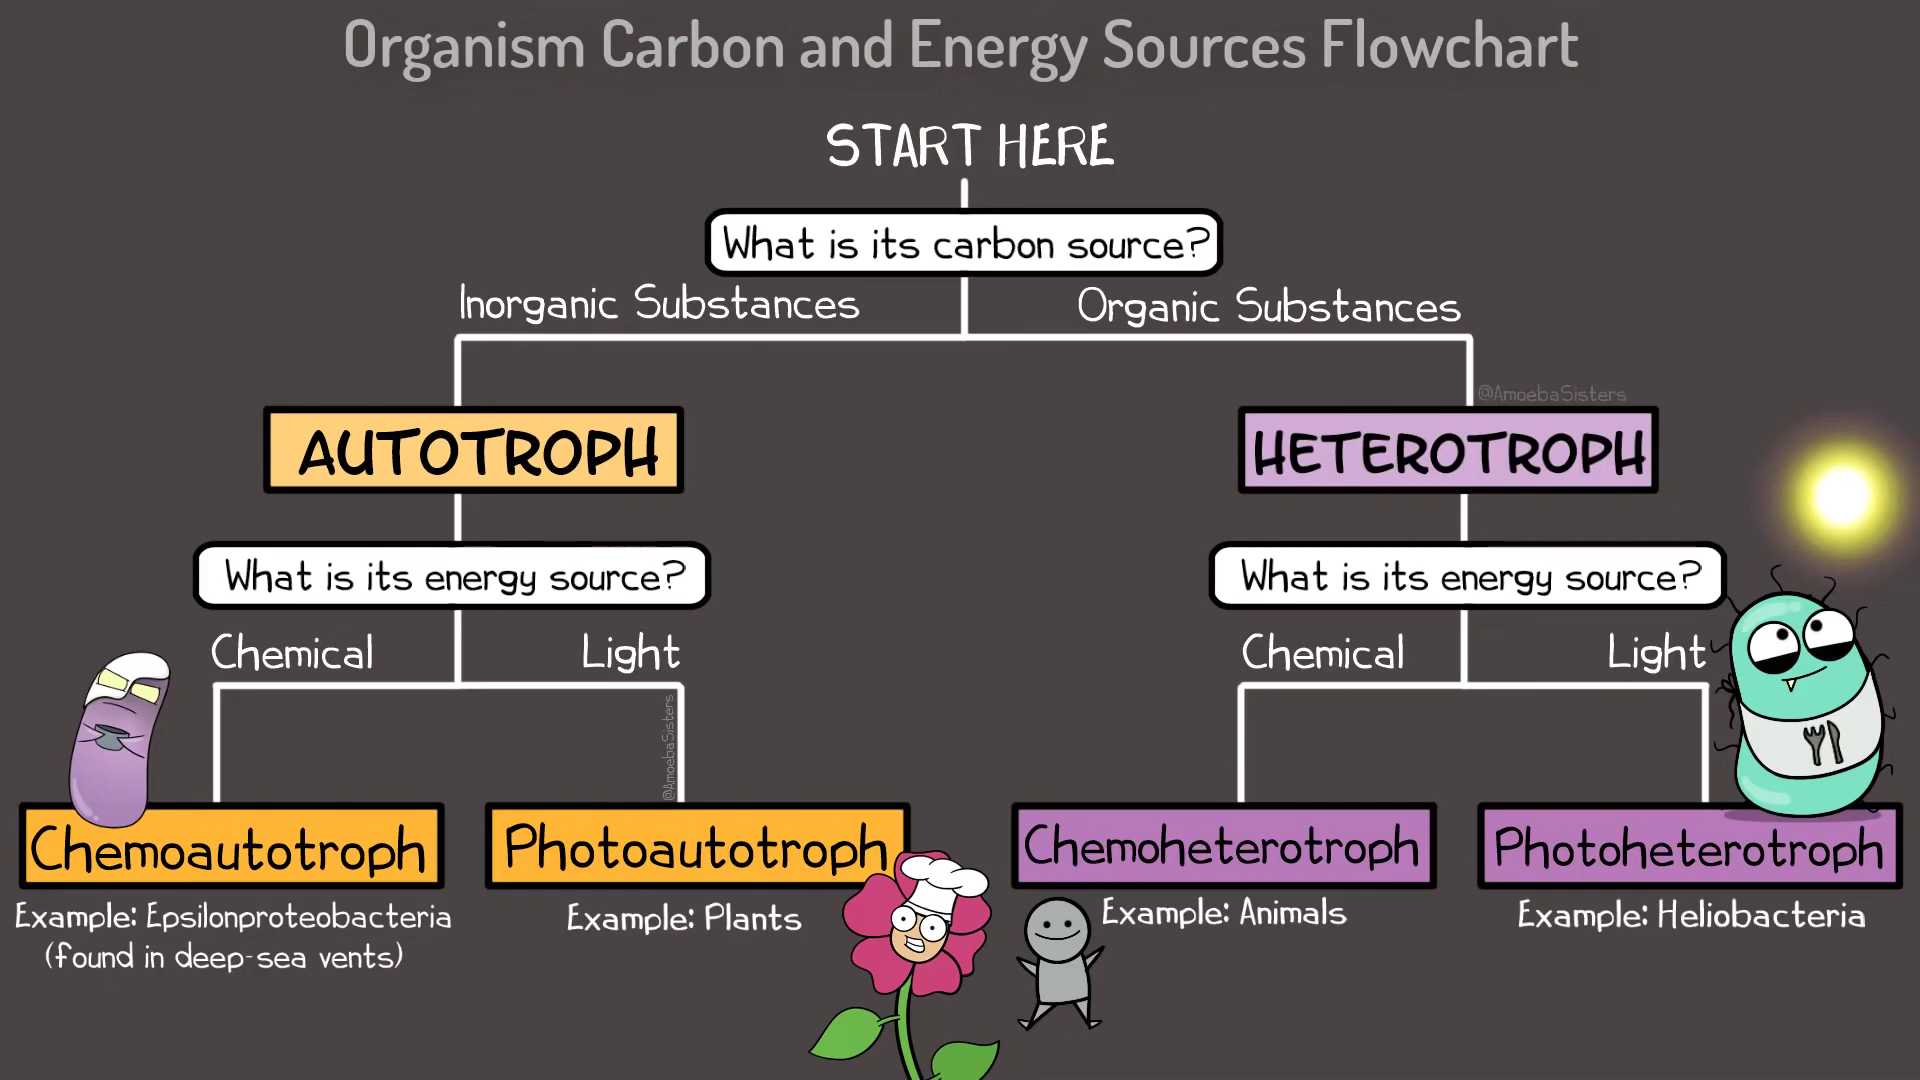 Organism Carbon and Energy Sources Flowchart
START HERE
What is its carbon source?
Inorganic Substances
Organic Substances
@AmoebaSisters
AUTOTROPH
HETEROTROPH
What is its energy source?
What is its energy source?
Chemical
Light
Chemical
Light
@AmoebaSisters
Chemoautotroph
Photoautotroph
Chemoheterotroph
Photoheterotroph
Example: Epsilonproteobacteria
(found in deep-sea vents)
Example: Plants
Example: Animals
Example: Heliobacteria